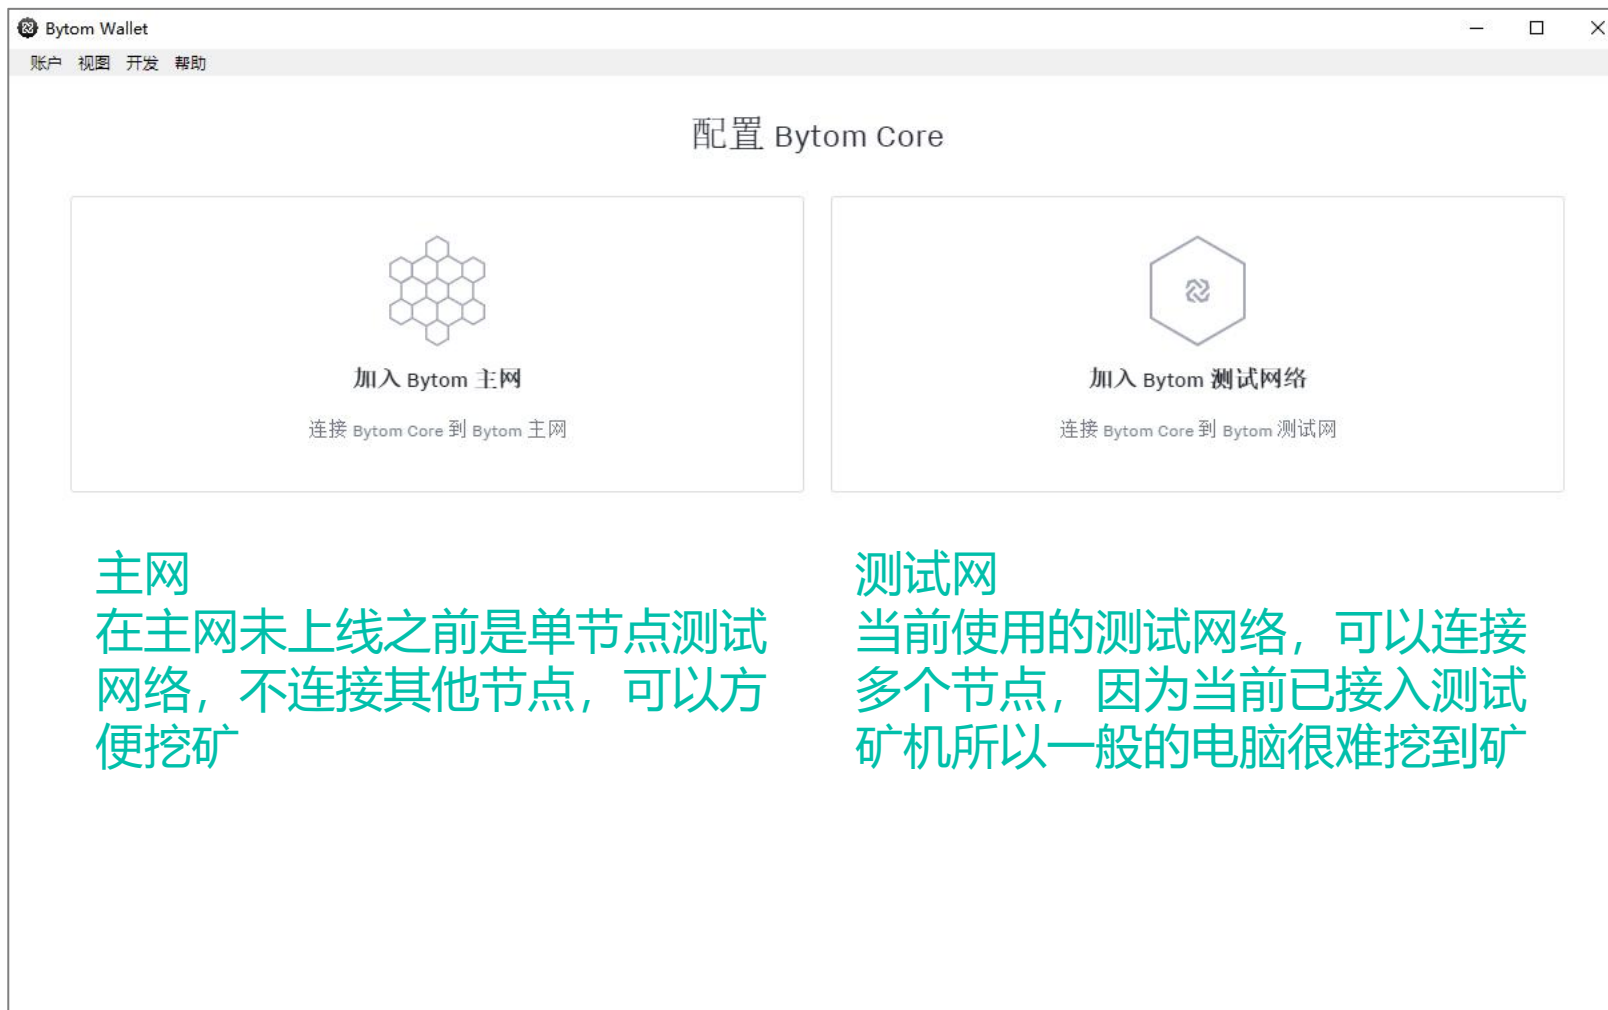 Bytom Wallet
账户 视图 开发 帮助
配置 Bytom Core
加入 Bytom 主网
连接 Bytom Core 到 Bytom 主网
加入 Bytom 测试网络
连接 Bytom Core 到 Bytom 测试网
主网
在主网未上线之前是单节点测试
网络，不连接其他节点，可以方
便挖矿
测试网
当前使用的测试网络，可以连接
多个节点，因为当前已接入测试
矿机所以一般的电脑很难挖到矿